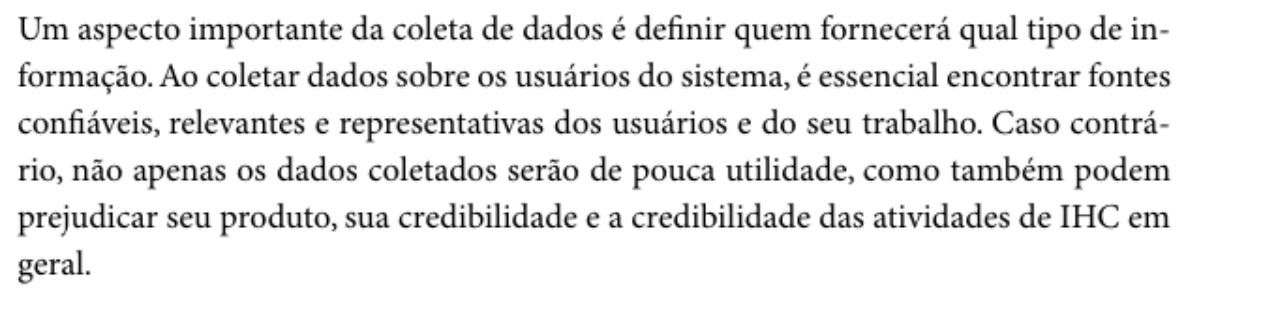 Um aspecto importante da coleta de dados é definir quem fornecerá qual tipo de in-
formação. Ao coletar dados sobre os usuários do sistema, é essencial encontrar fontes
confiáveis, relevantes e representativas dos usuários e do seu trabalho. Caso contrá-
rio, não apenas os dados coletados serão de pouca utilidade, como também podem
prejudicar seu produto, sua credibilidade e a credibilidade das atividades de IHC em
geral.